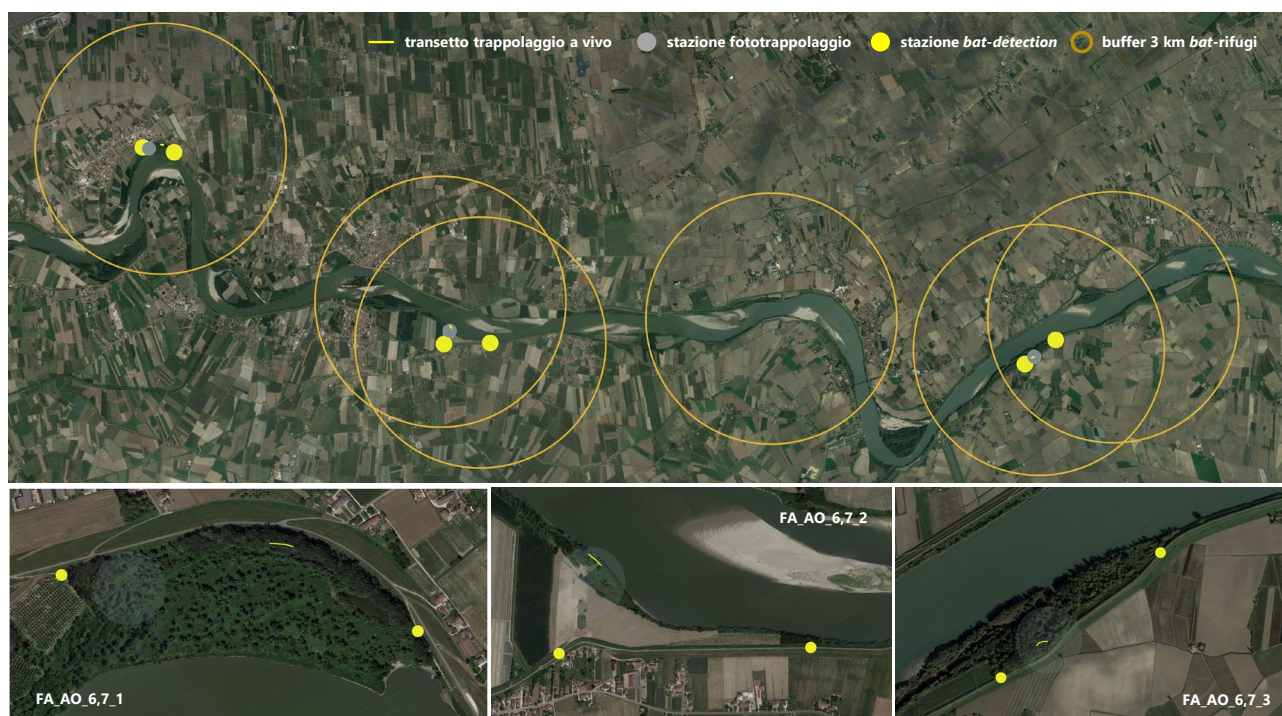 transetto trappolaggio a vivo stazione fototrappolaggio stazione bat-detection buffer 3 km bat-rifugi
FA_AO_6,7_1
FA_AO_6,7_2
FA_AO_6,7_3